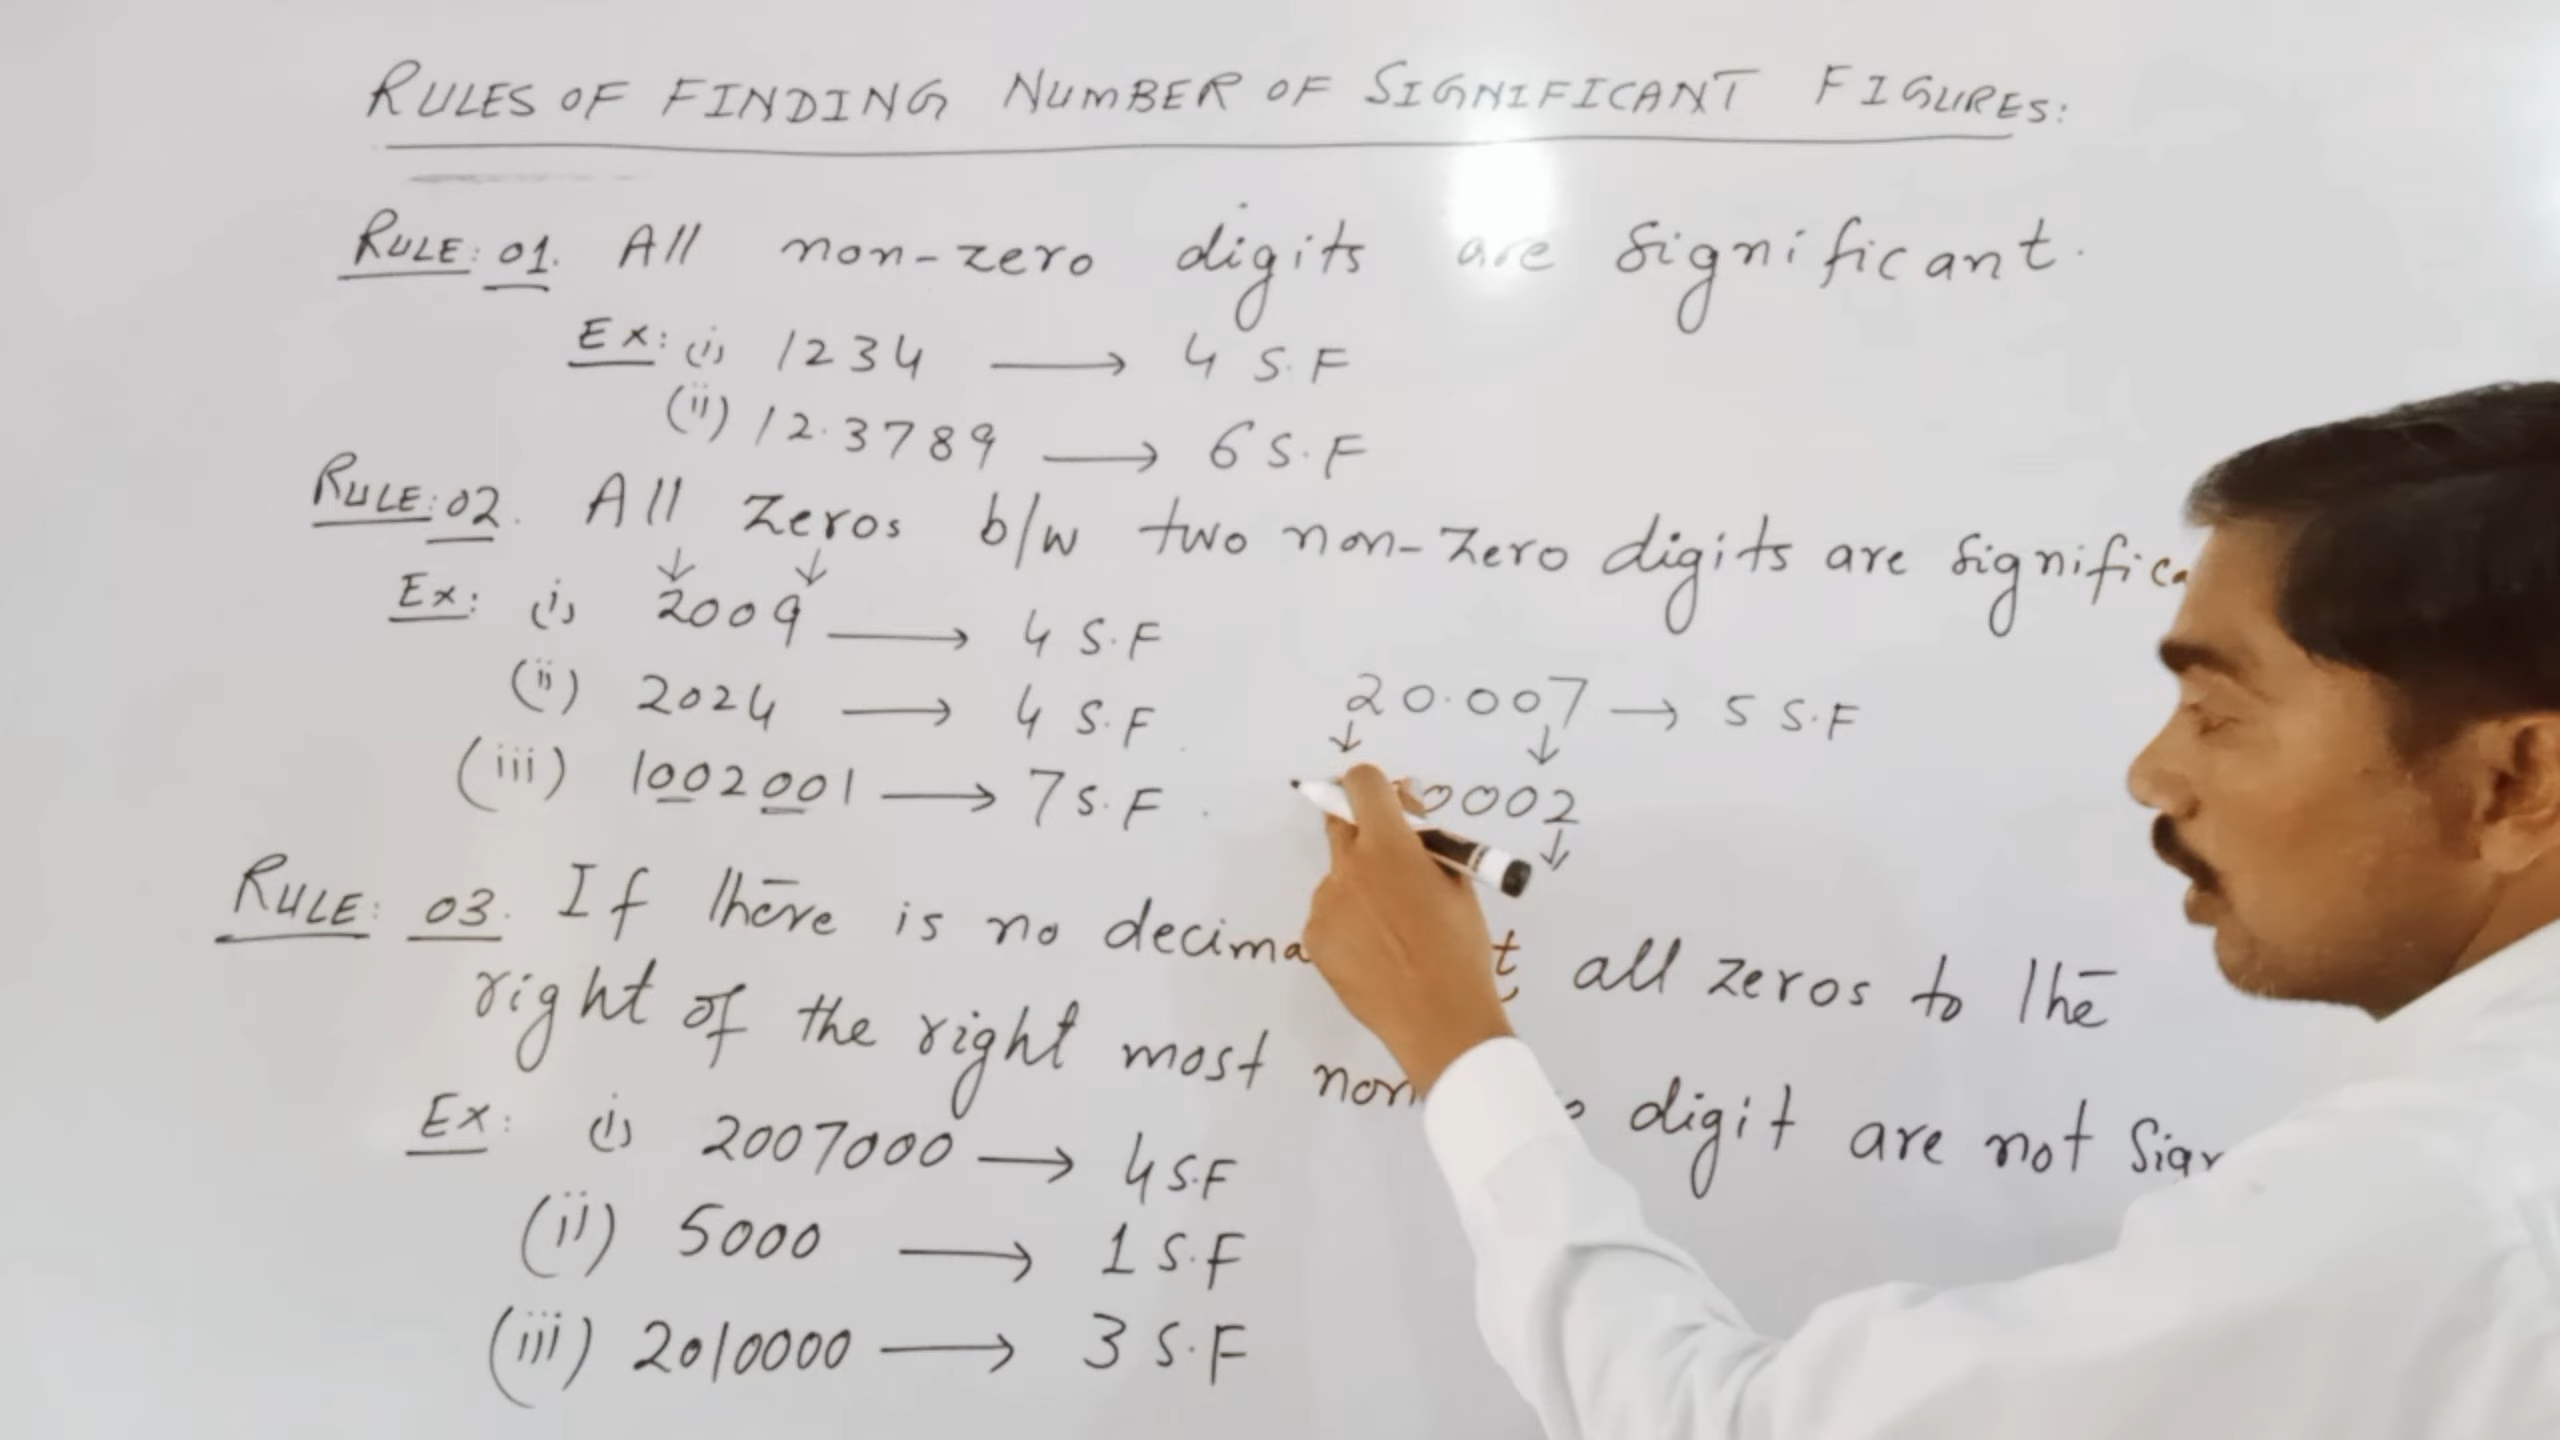 RULES OF FINDING NUMBER OF SIGNIFICANT FIGURES:
RULE: 01. All non-zero digits are significant.
Ex: (i) 1234 → 4 S.F
(ii) 12.3789 → 6 S.F
RULE: 02. All zeros b/w two non-zero digits are
Ex: (i) 2009 → 4 S.F
(ii) 2024 → 4 S.F
20.007 → 5 S.F
(iii) 1002001 → 7 S.F
0002
RULE: 03. If there is no all zeros to the
right of the right most digit are not
Ex: (i) 2007000 → 4 S.F
(ii) 5000 → 1 S.F
(iii) 2010000 → 3 S.F